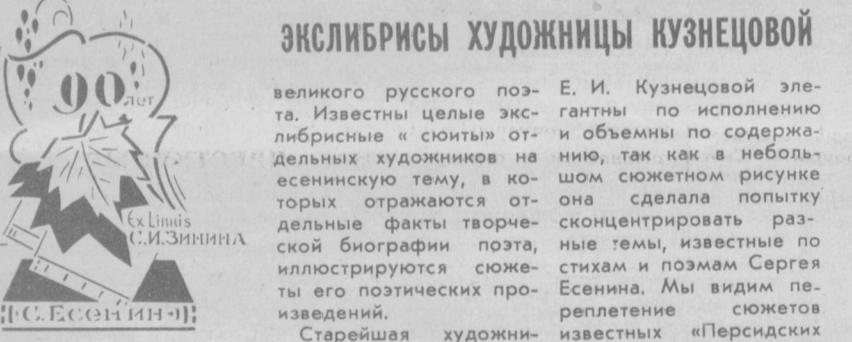 ЭКСЛИБРИСЫ ХУДОЖНИЦЫ КУЗНЕЦОВОЙ
90 лет
Ex Libris
С.И.ЗИНИНА
С.Есенин
великого русского поэ-
та. Известны целые экс-
либрисные « сюиты» от-
дельных художников на
есенинскую тему, в ко-
торых отражаются от-
дельные факты творче-
ской биографии поэта,
иллюстрируются сюже-
ты его поэтических про-
изведений.
Старейшая художни-
Е. И. Кузнецовой эле-
гантны по исполнению
и объемны по содержа-
нию, так как в неболь-
шом сюжетном рисунке
она сделала попытку
сконцентрировать раз-
ные темы, известные по
стихам и поэмам Сергея
Есенина. Мы видим пе-
реплетение сюжетов
известных «Персидских